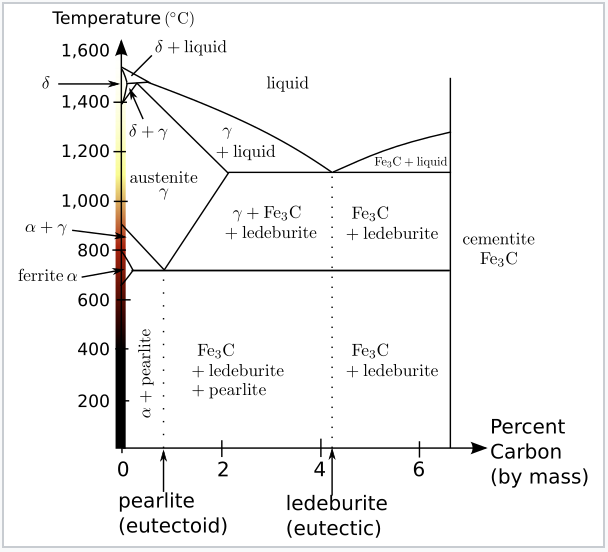 Temperature (°C)
1,600
δ + liquid
liquid
δ
1,400
δ + γ
γ
+ liquid
Fe₃C + liquid
1,200
austenite
γ
1,000
γ + Fe₃C
+ ledeburite
Fe₃C
+ ledeburite
α + γ
cementite
Fe₃C
800
ferrite α
600
400
α + pearlite
Fe₃C
+ ledeburite
+ pearlite
Fe₃C
+ ledeburite
200
Percent
Carbon
(by mass)
0
2
4
6
pearlite
(eutectoid)
ledeburite
(eutectic)